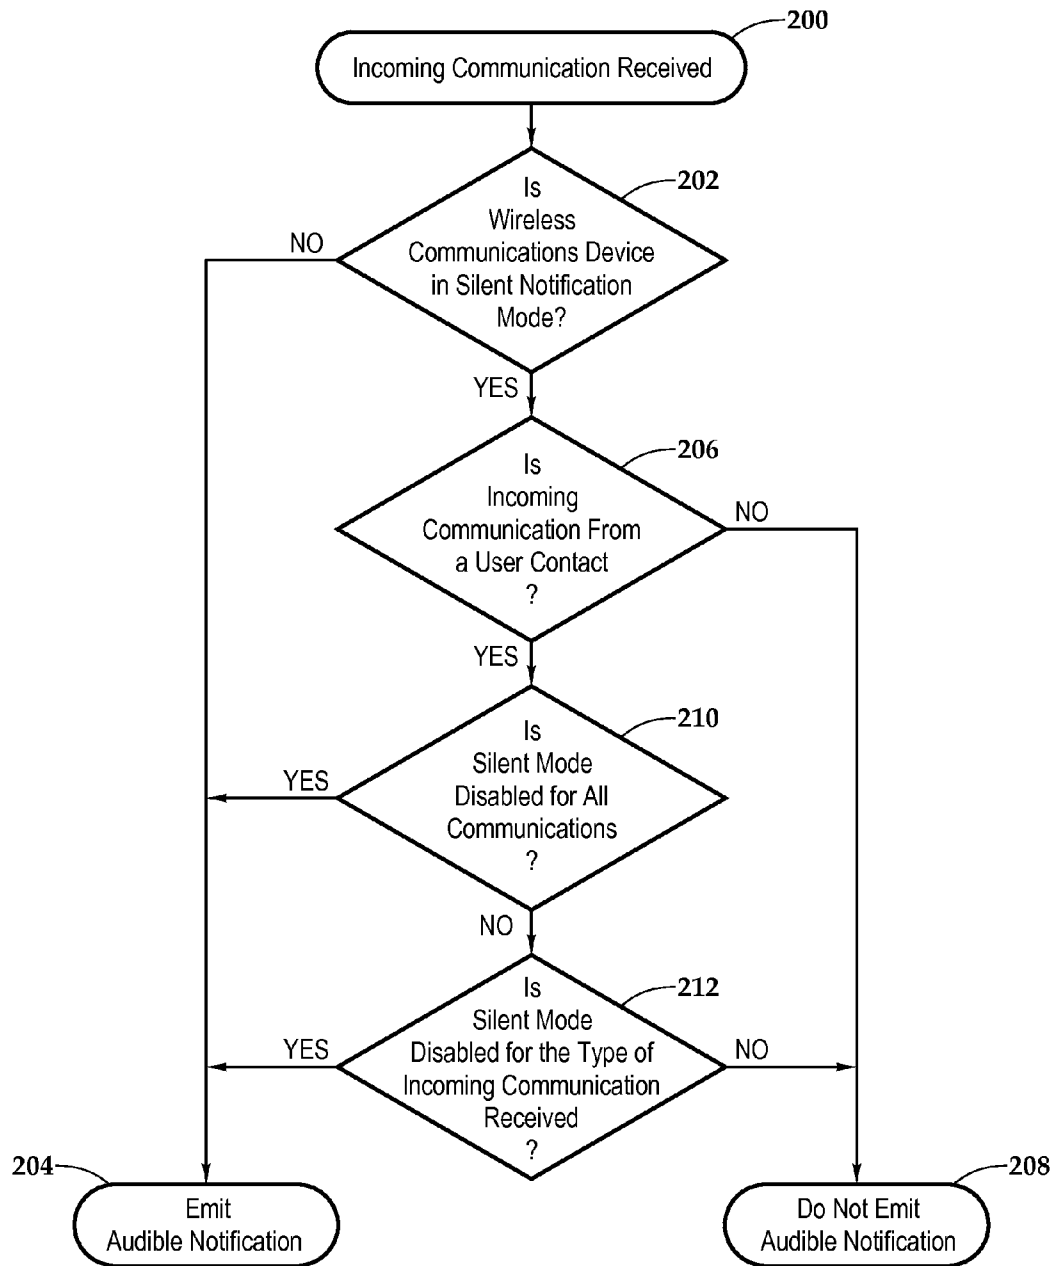 200
Incoming Communication Received
202
Is
Wireless
Communications Device
in Silent Notification
Mode?
NO
YES
206
Is
Incoming
Communication From
a User Contact
?
NO
YES
210
Is
Silent Mode
Disabled for All
Communications
?
YES
NO
212
Is
Silent Mode
Disabled for the Type of
Incoming Communication
Received
?
YES
NO
204
Emit
Audible Notification
208
Do Not Emit
Audible Notification